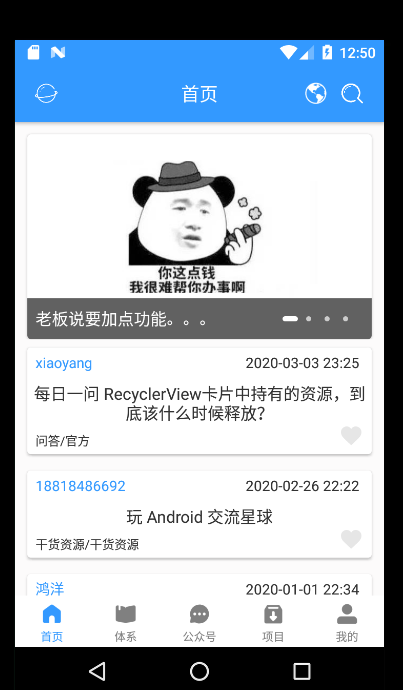 12:50
首页
你这点钱
我很难帮你办事啊
老板说要加点功能。。。
xiaoyang
2020-03-03 23:25
每日一问 RecyclerView卡片中持有的资源，到
底该什么时候释放？
问答/官方
18818486692
2020-02-26 22:22
玩 Android 交流星球
干货资源/干货资源
鸿洋
2020-01-01 22:34
首页
体系
公众号
项目
我的